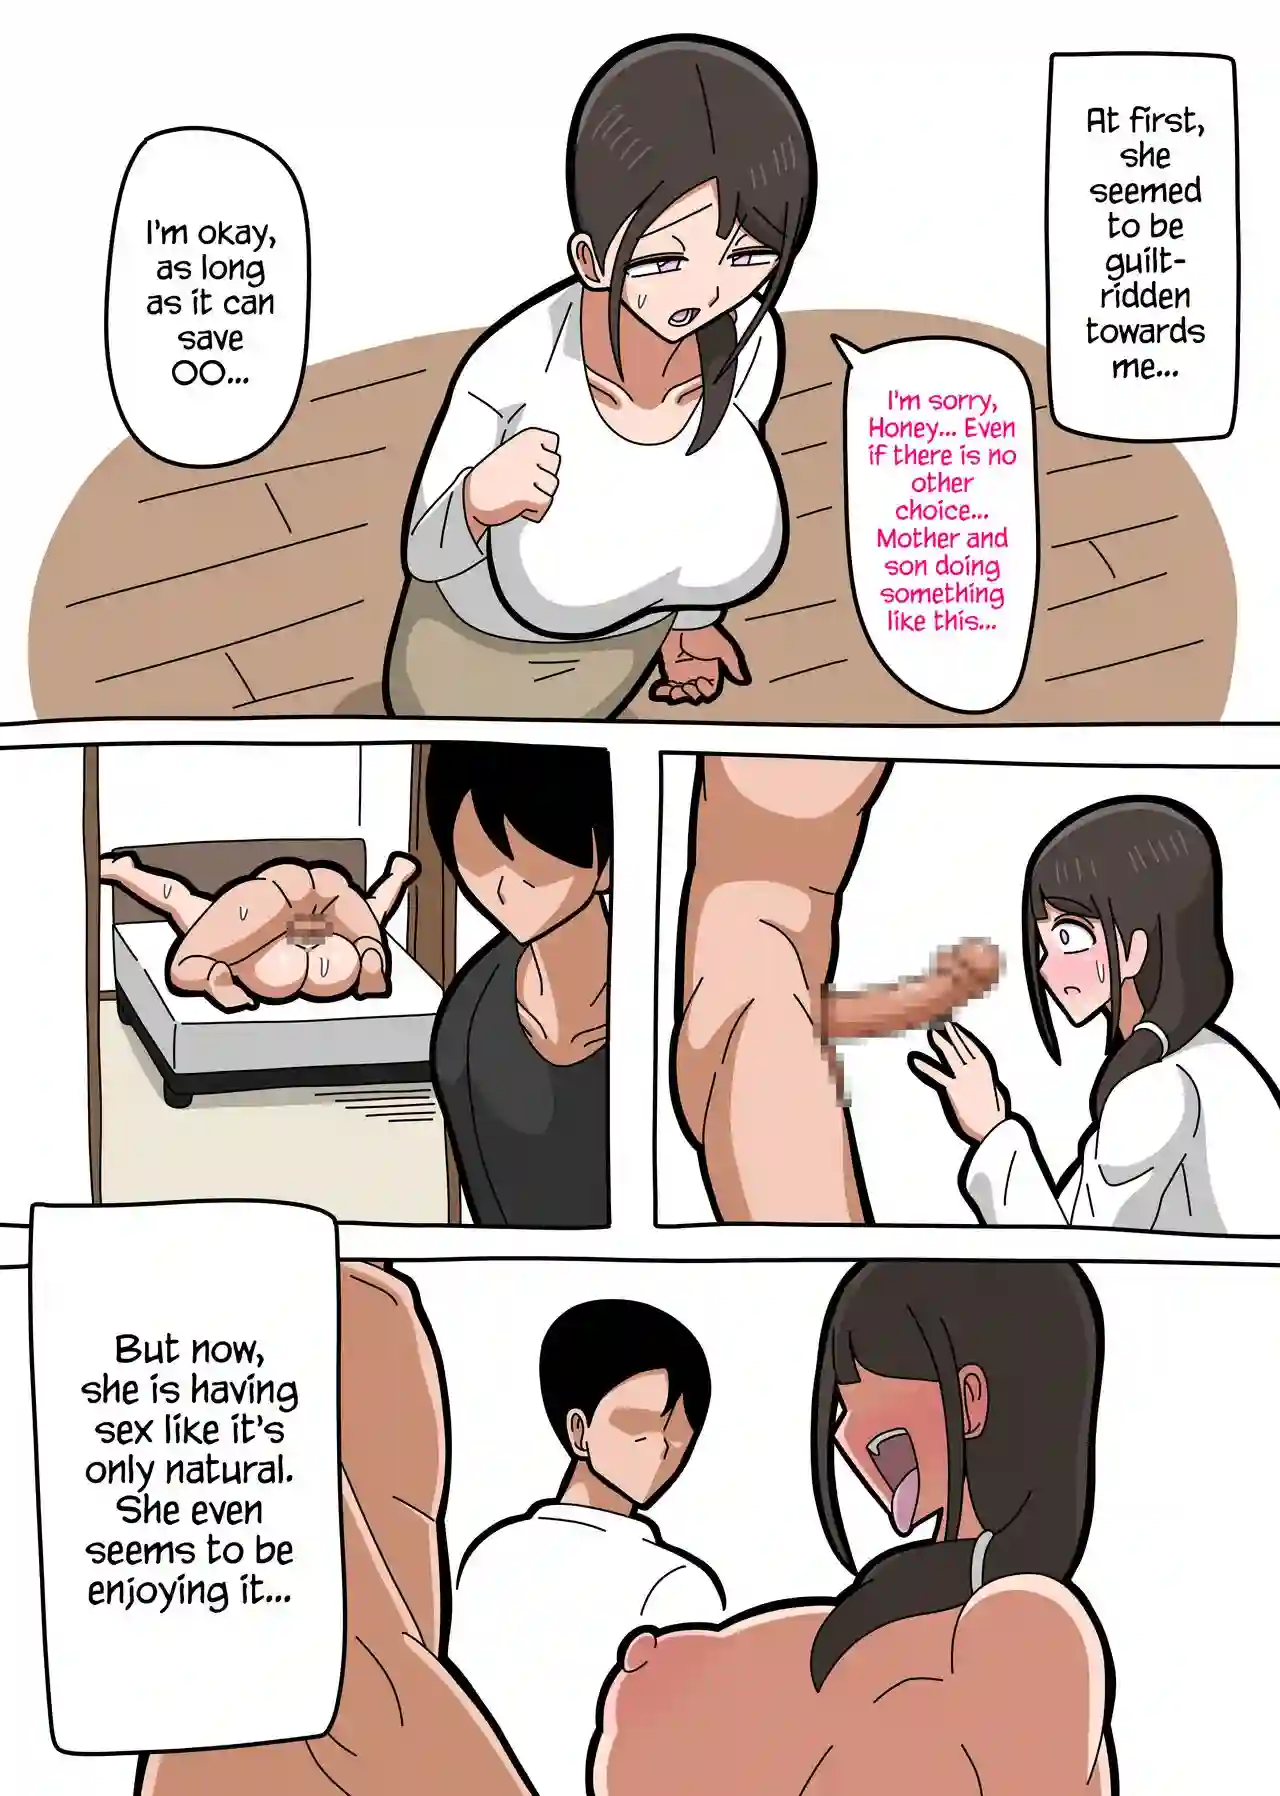 At first,
she
seemed
to be
guilt-
ridden
towards
me...
I'm sorry,
Honey... Even
if there is no
other
choice...
Mother and
son doing
something
like this...
I'm okay,
as long
as it can
save
OO...
But now,
she is having
sex like it's
only natural.
She even
seems to be
enjoying it...